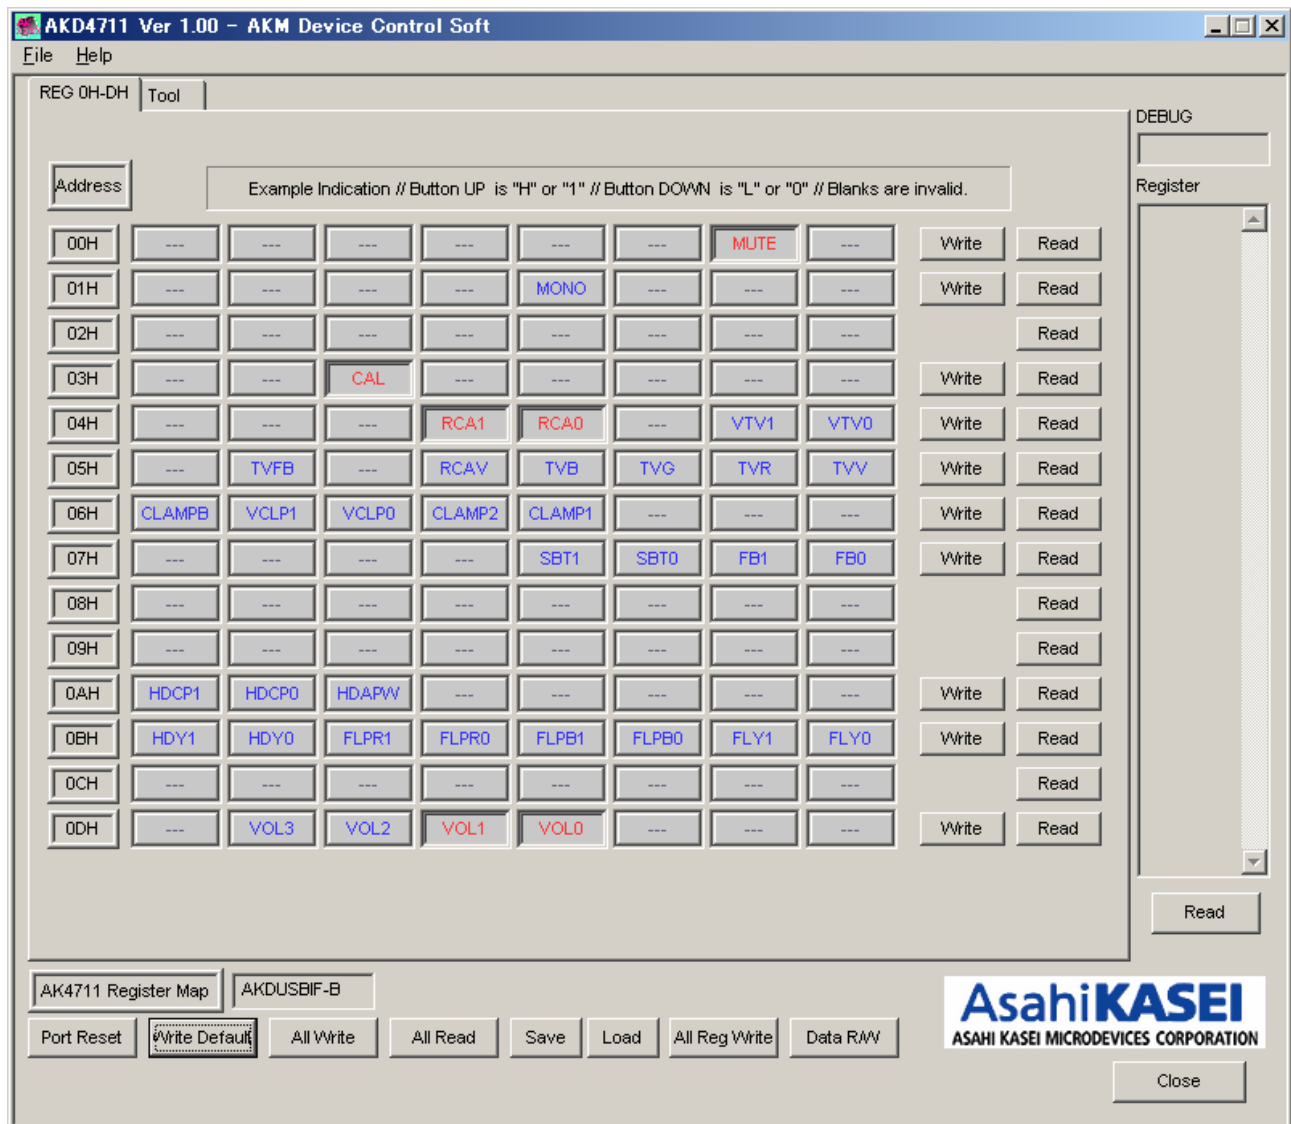 AKD4711 Ver 1.00 - AKM Device Control Soft
File Help
REG 0H-DH Tool
DEBUG
Address
Example Indication // Button UP is "H" or "1" // Button DOWN is "L" or "0" // Blanks are invalid.
Register
00H --- --- --- --- --- --- MUTE --- Write Read
01H --- --- --- --- MONO --- --- --- Write Read
02H --- --- --- --- --- --- --- --- Read
03H --- --- CAL --- --- --- --- --- Write Read
04H --- --- --- RCA1 RCA0 --- VTV1 VTV0 Write Read
05H --- TVFB --- RCAV TVB TVG TVR TVV Write Read
06H CLAMPB VCLP1 VCLP0 CLAMP2 CLAMP1 --- --- --- Write Read
07H --- --- --- --- SBT1 SBT0 FB1 FB0 Write Read
08H --- --- --- --- --- --- --- --- Read
09H --- --- --- --- --- --- --- --- Read
0AH HDCP1 HDCP0 HDAPW --- --- --- --- --- Write Read
0BH HDY1 HDY0 FLPR1 FLPR0 FLPB1 FLPB0 FLY1 FLY0 Write Read
0CH --- --- --- --- --- --- --- --- Read
0DH --- VOL3 VOL2 VOL1 VOL0 --- --- --- Write Read
Read
AK4711 Register Map AKDUSBIF-B
AsahiKASEI
ASAHI KASEI MICRODEVICES CORPORATION
Port Reset Write Default All Write All Read Save Load All Reg Write Data R/W
Close